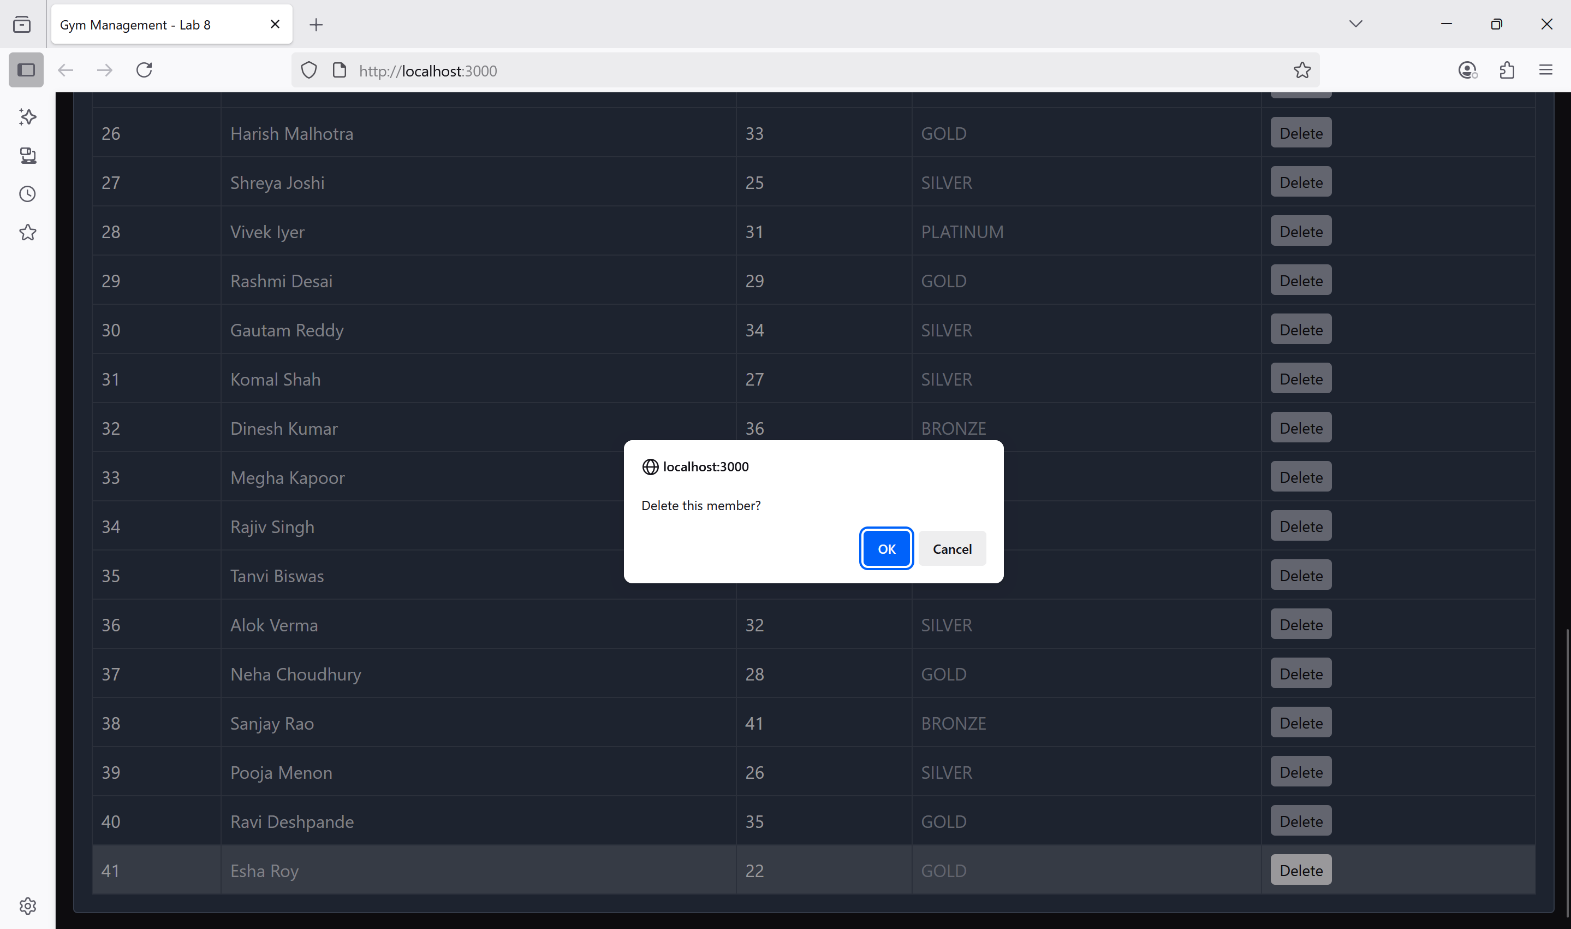 Gym Management - Lab 8
http://localhost:3000
26 Harish Malhotra 33 GOLD Delete
27 Shreya Joshi 25 SILVER Delete
28 Vivek Iyer 31 PLATINUM Delete
29 Rashmi Desai 29 GOLD Delete
30 Gautam Reddy 34 SILVER Delete
31 Komal Shah 27 SILVER Delete
32 Dinesh Kumar 36 BRONZE Delete
localhost:3000
33 Megha Kapoor Delete
Delete this member?
34 Rajiv Singh Delete
OK Cancel
35 Tanvi Biswas Delete
36 Alok Verma 32 SILVER Delete
37 Neha Choudhury 28 GOLD Delete
38 Sanjay Rao 41 BRONZE Delete
39 Pooja Menon 26 SILVER Delete
40 Ravi Deshpande 35 GOLD Delete
41 Esha Roy 22 GOLD Delete